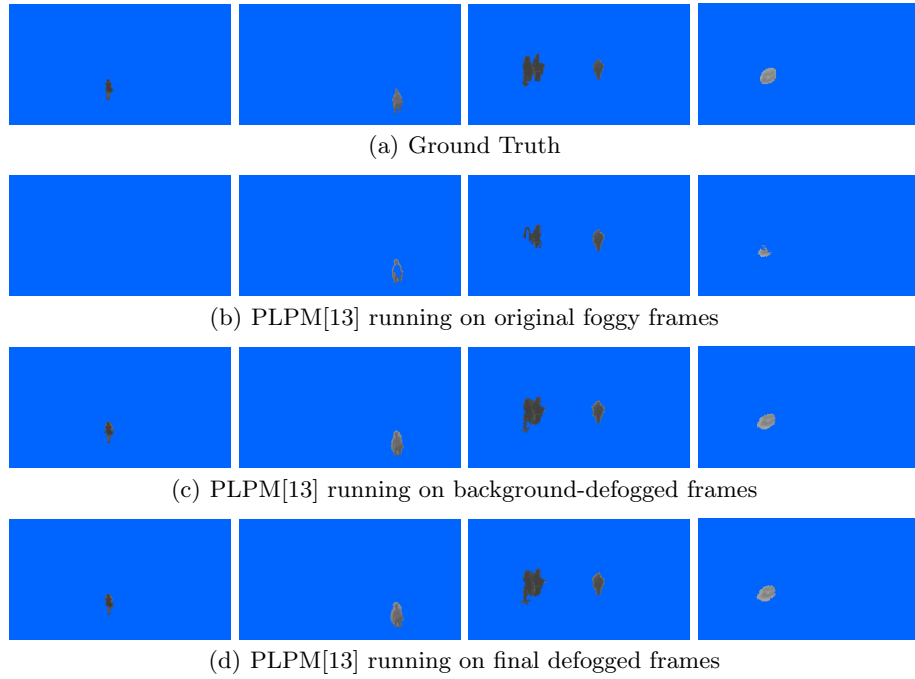 (a) Ground Truth
(b) PLPM[13] running on original foggy frames
(c) PLPM[13] running on background-defogged frames
(d) PLPM[13] running on final defogged frames